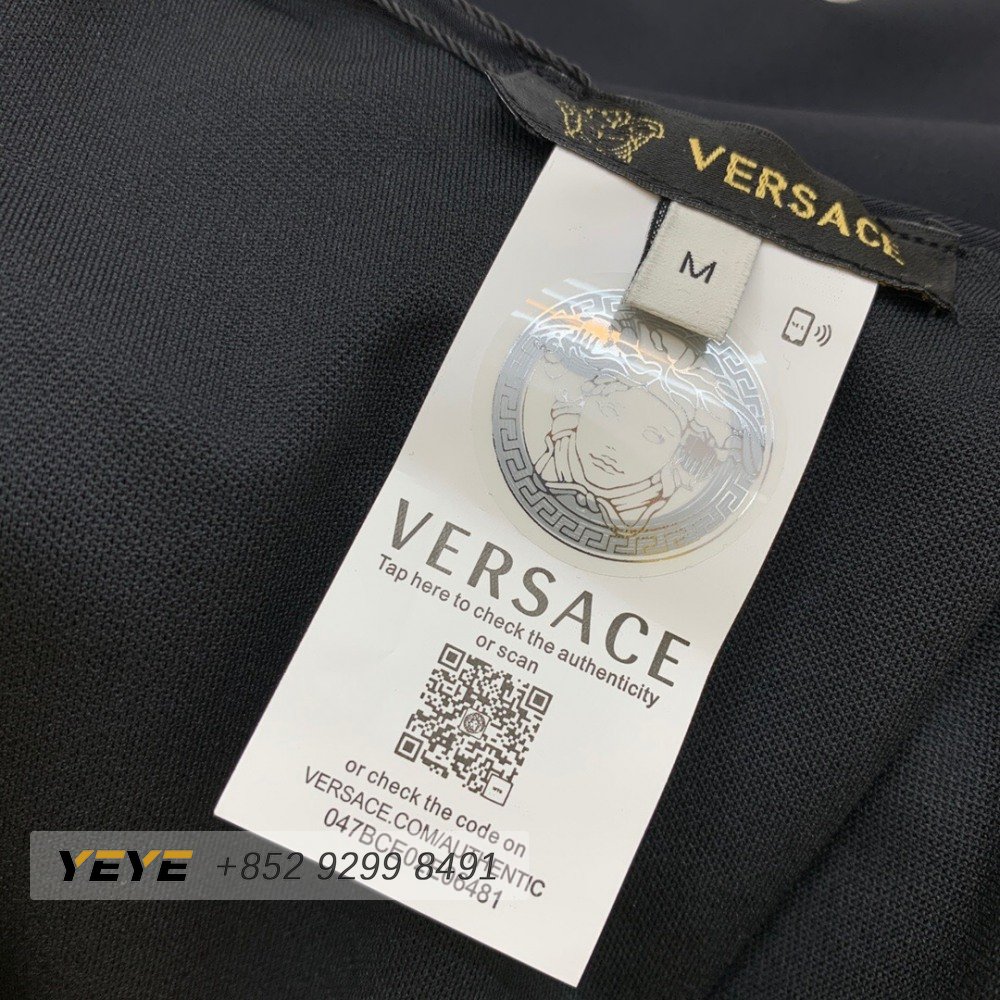 VERSACE
M
VERSACE
Tap here to check the authenticity
or scan
or check the code on
VERSACE.COM/AUTHENTIC
YEYE +852 9299 8491